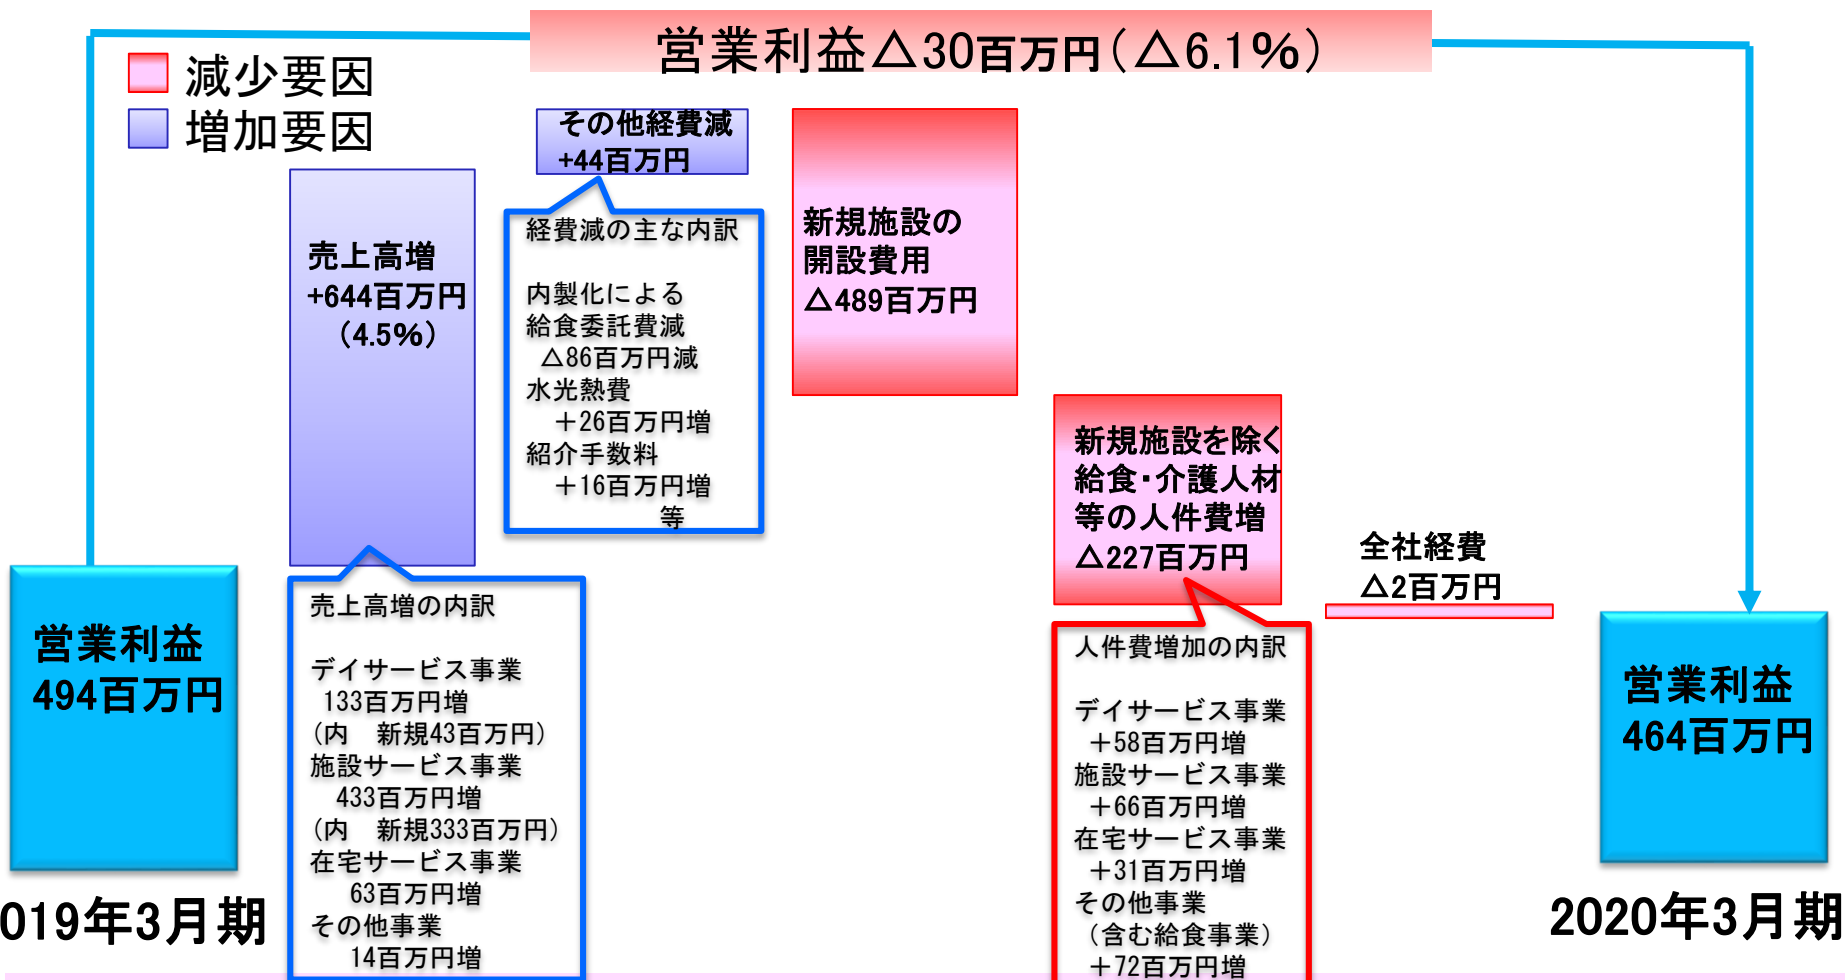 営業利益△30百万円(△6.1%)
減少要因
増加要因
その他経費減
+44百万円
経費減の主な内訳
内製化による
給食委託費減
△86百万円減
水光熱費
+26百万円増
紹介手数料
+16百万円増
等
売上高増
+644百万円
(4.5%)
売上高増の内訳
デイサービス事業
133百万円増
(内 新規43百万円)
施設サービス事業
433百万円増
(内 新規333百万円)
在宅サービス事業
63百万円増
その他事業
14百万円増
新規施設の
開設費用
△489百万円
新規施設を除く
給食・介護人材
等の人件費増
△227百万円
人件費増加の内訳
デイサービス事業
+58百万円増
施設サービス事業
+66百万円増
在宅サービス事業
+31百万円増
その他事業
(含む給食事業)
+72百万円増
全社経費
△2百万円
営業利益
494百万円
019年3月期
営業利益
464百万円
2020年3月期